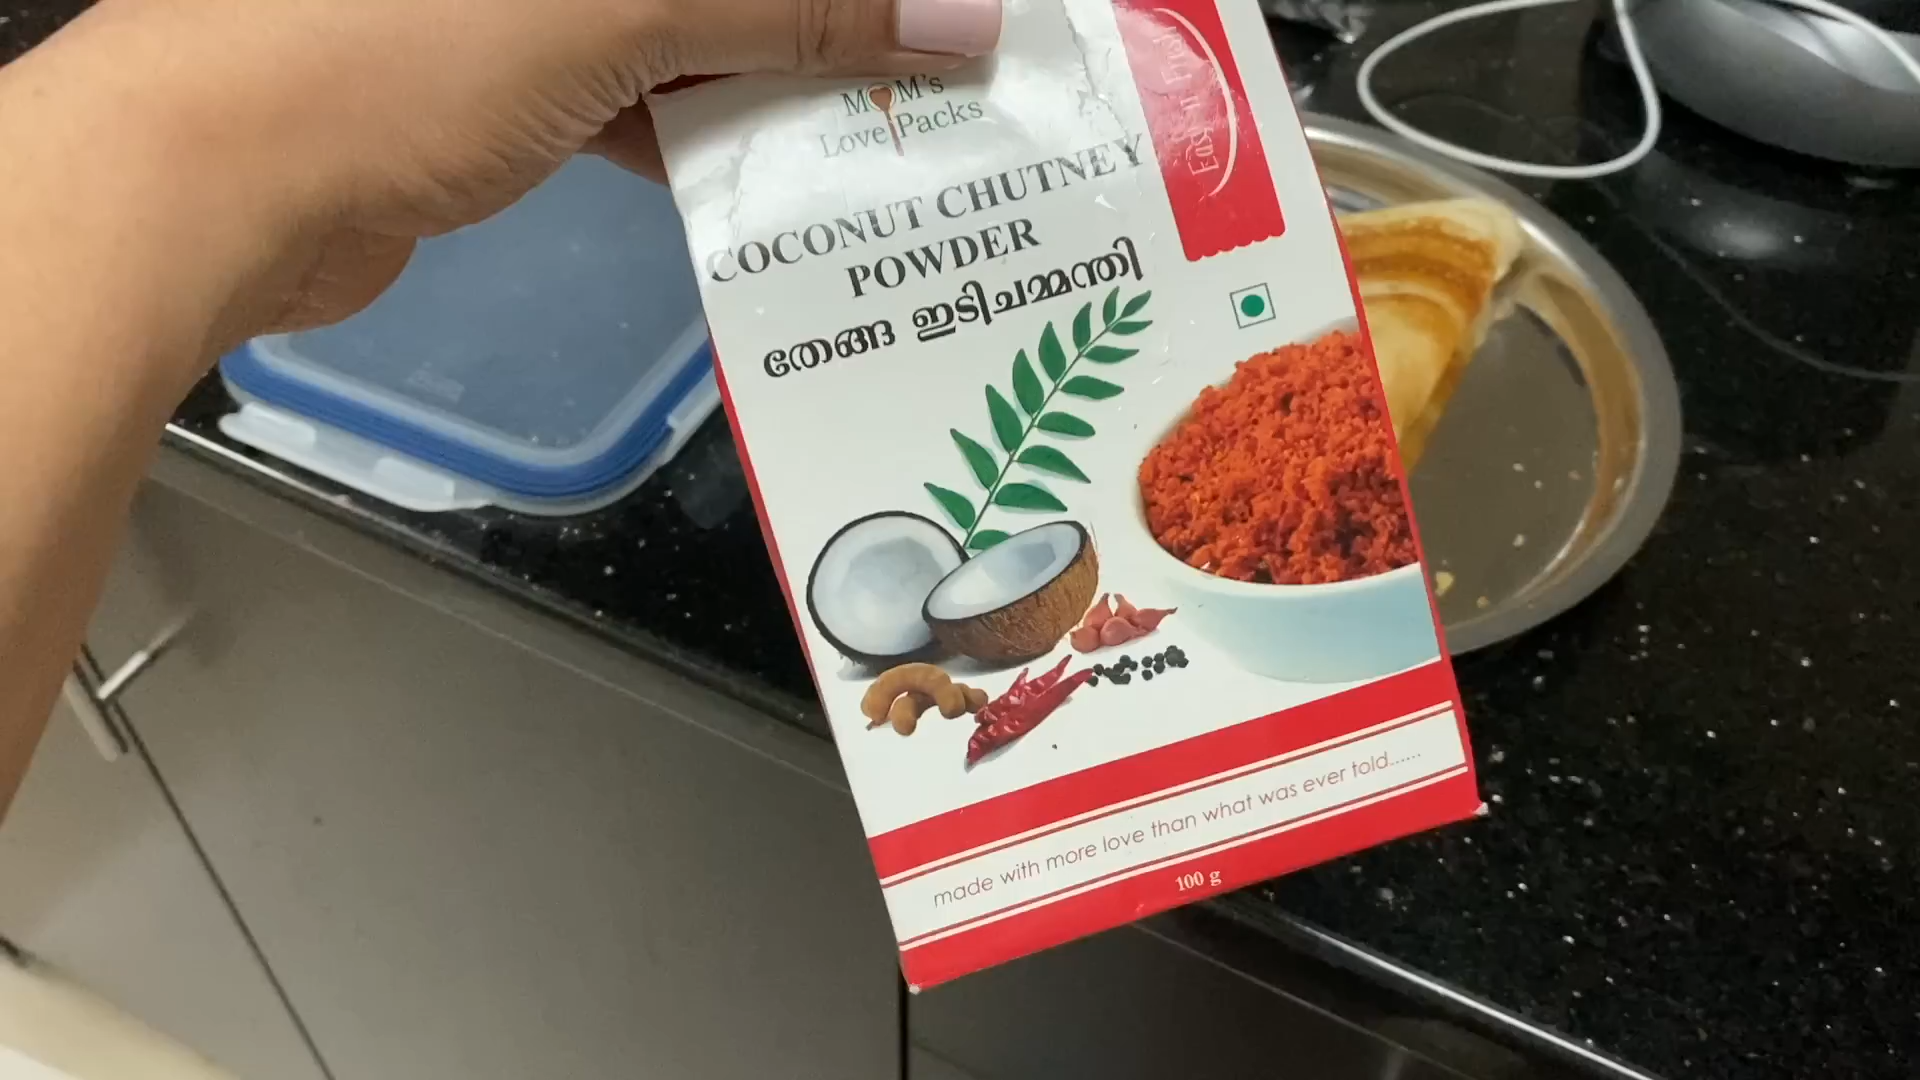 MOM's
Love Packs
COCONUT CHUTNEY
POWDER
തേങ്ങ ഇടിചമ്മന്തി
made with more love than what was ever told......
100 g